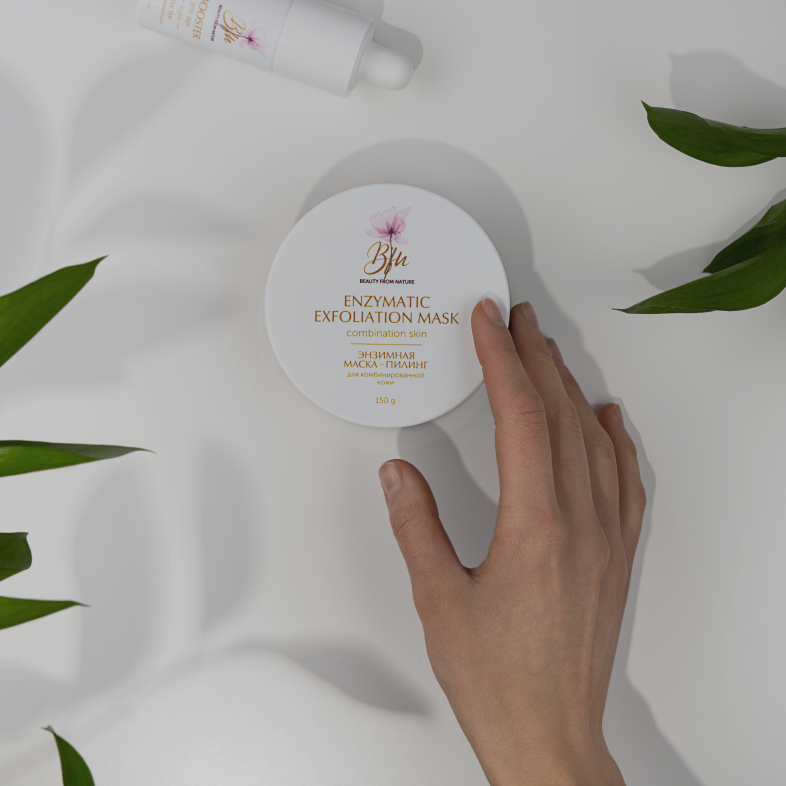 BOOSTER
Bfn
BEAUTY FROM NATURE
ENZYMATIC
EXFOLIATION MASK
combination skin
ЭНЗИМНАЯ
МАСКА - ПИЛИНГ
для комбинированной
кожи
150 g